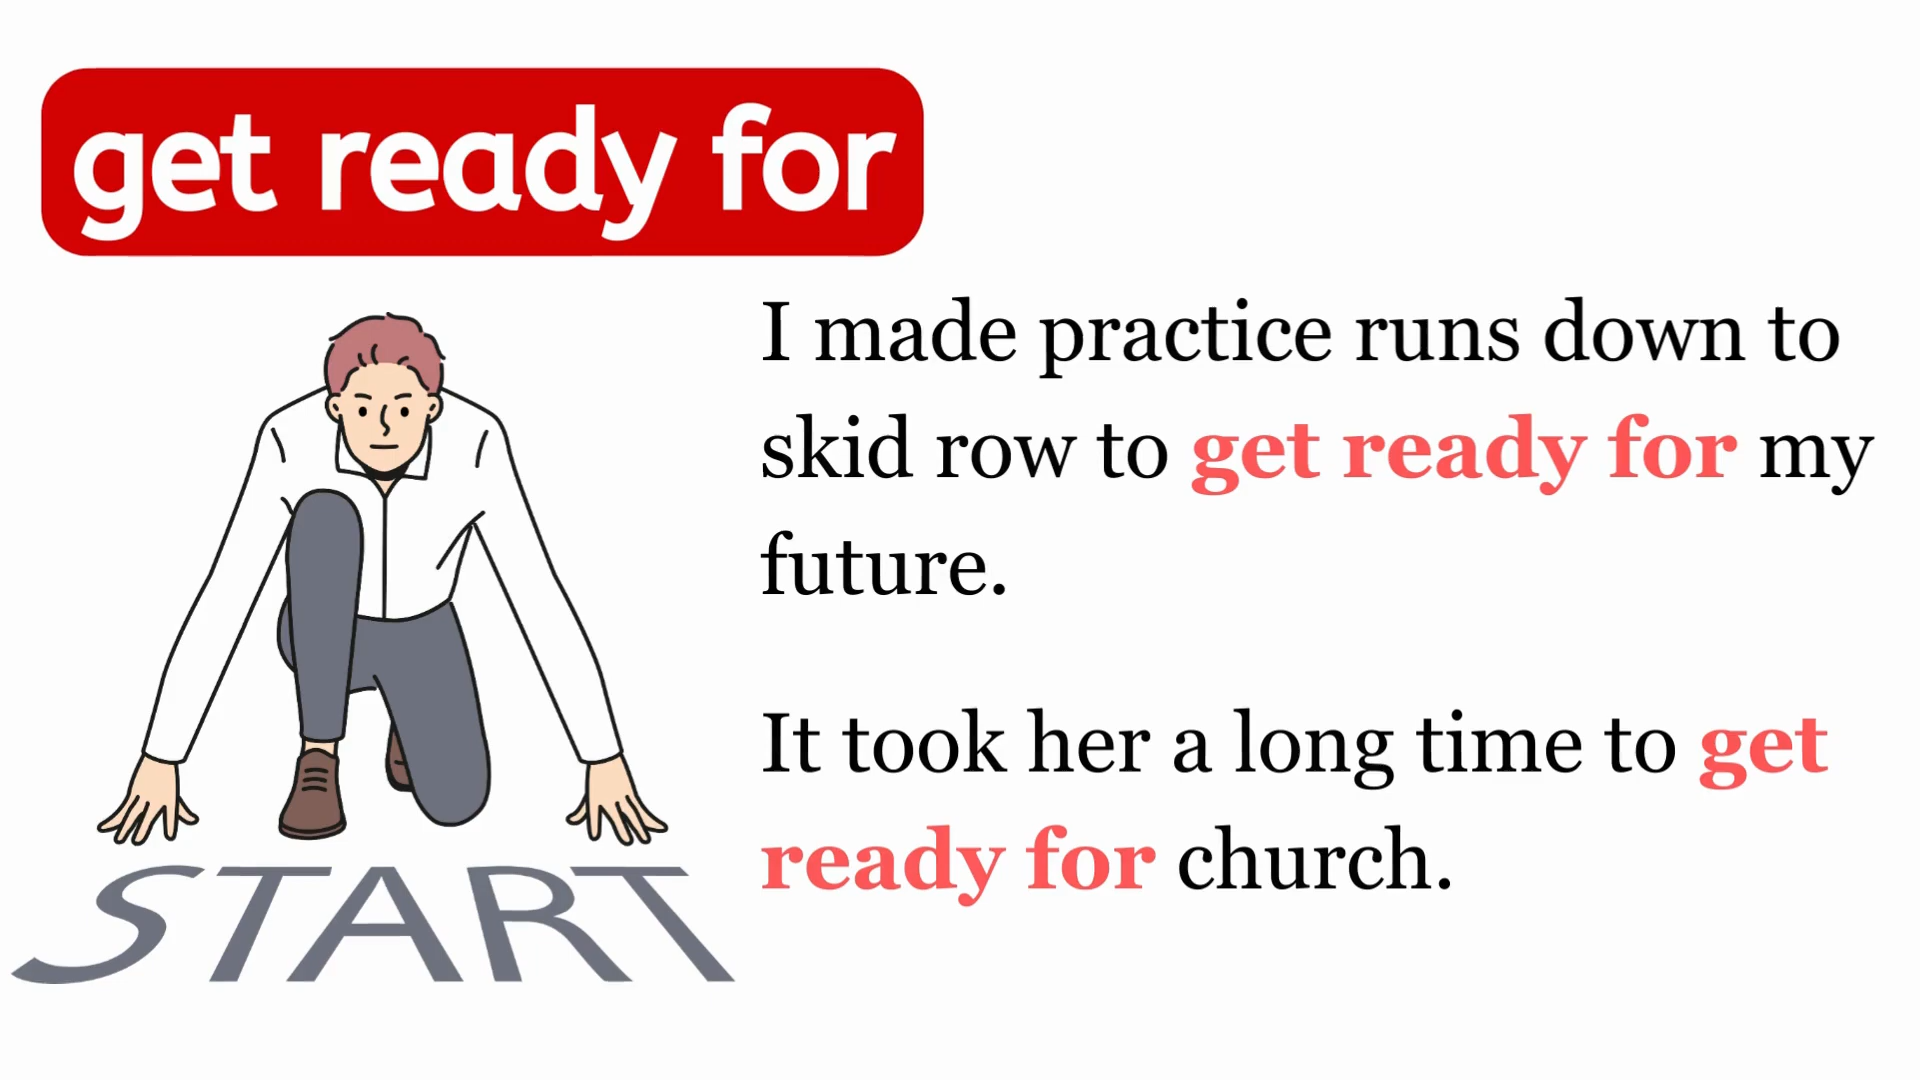 get ready for
I made practice runs down to
skid row to get ready for my
future.
It took her a long time to get
ready for church.
START